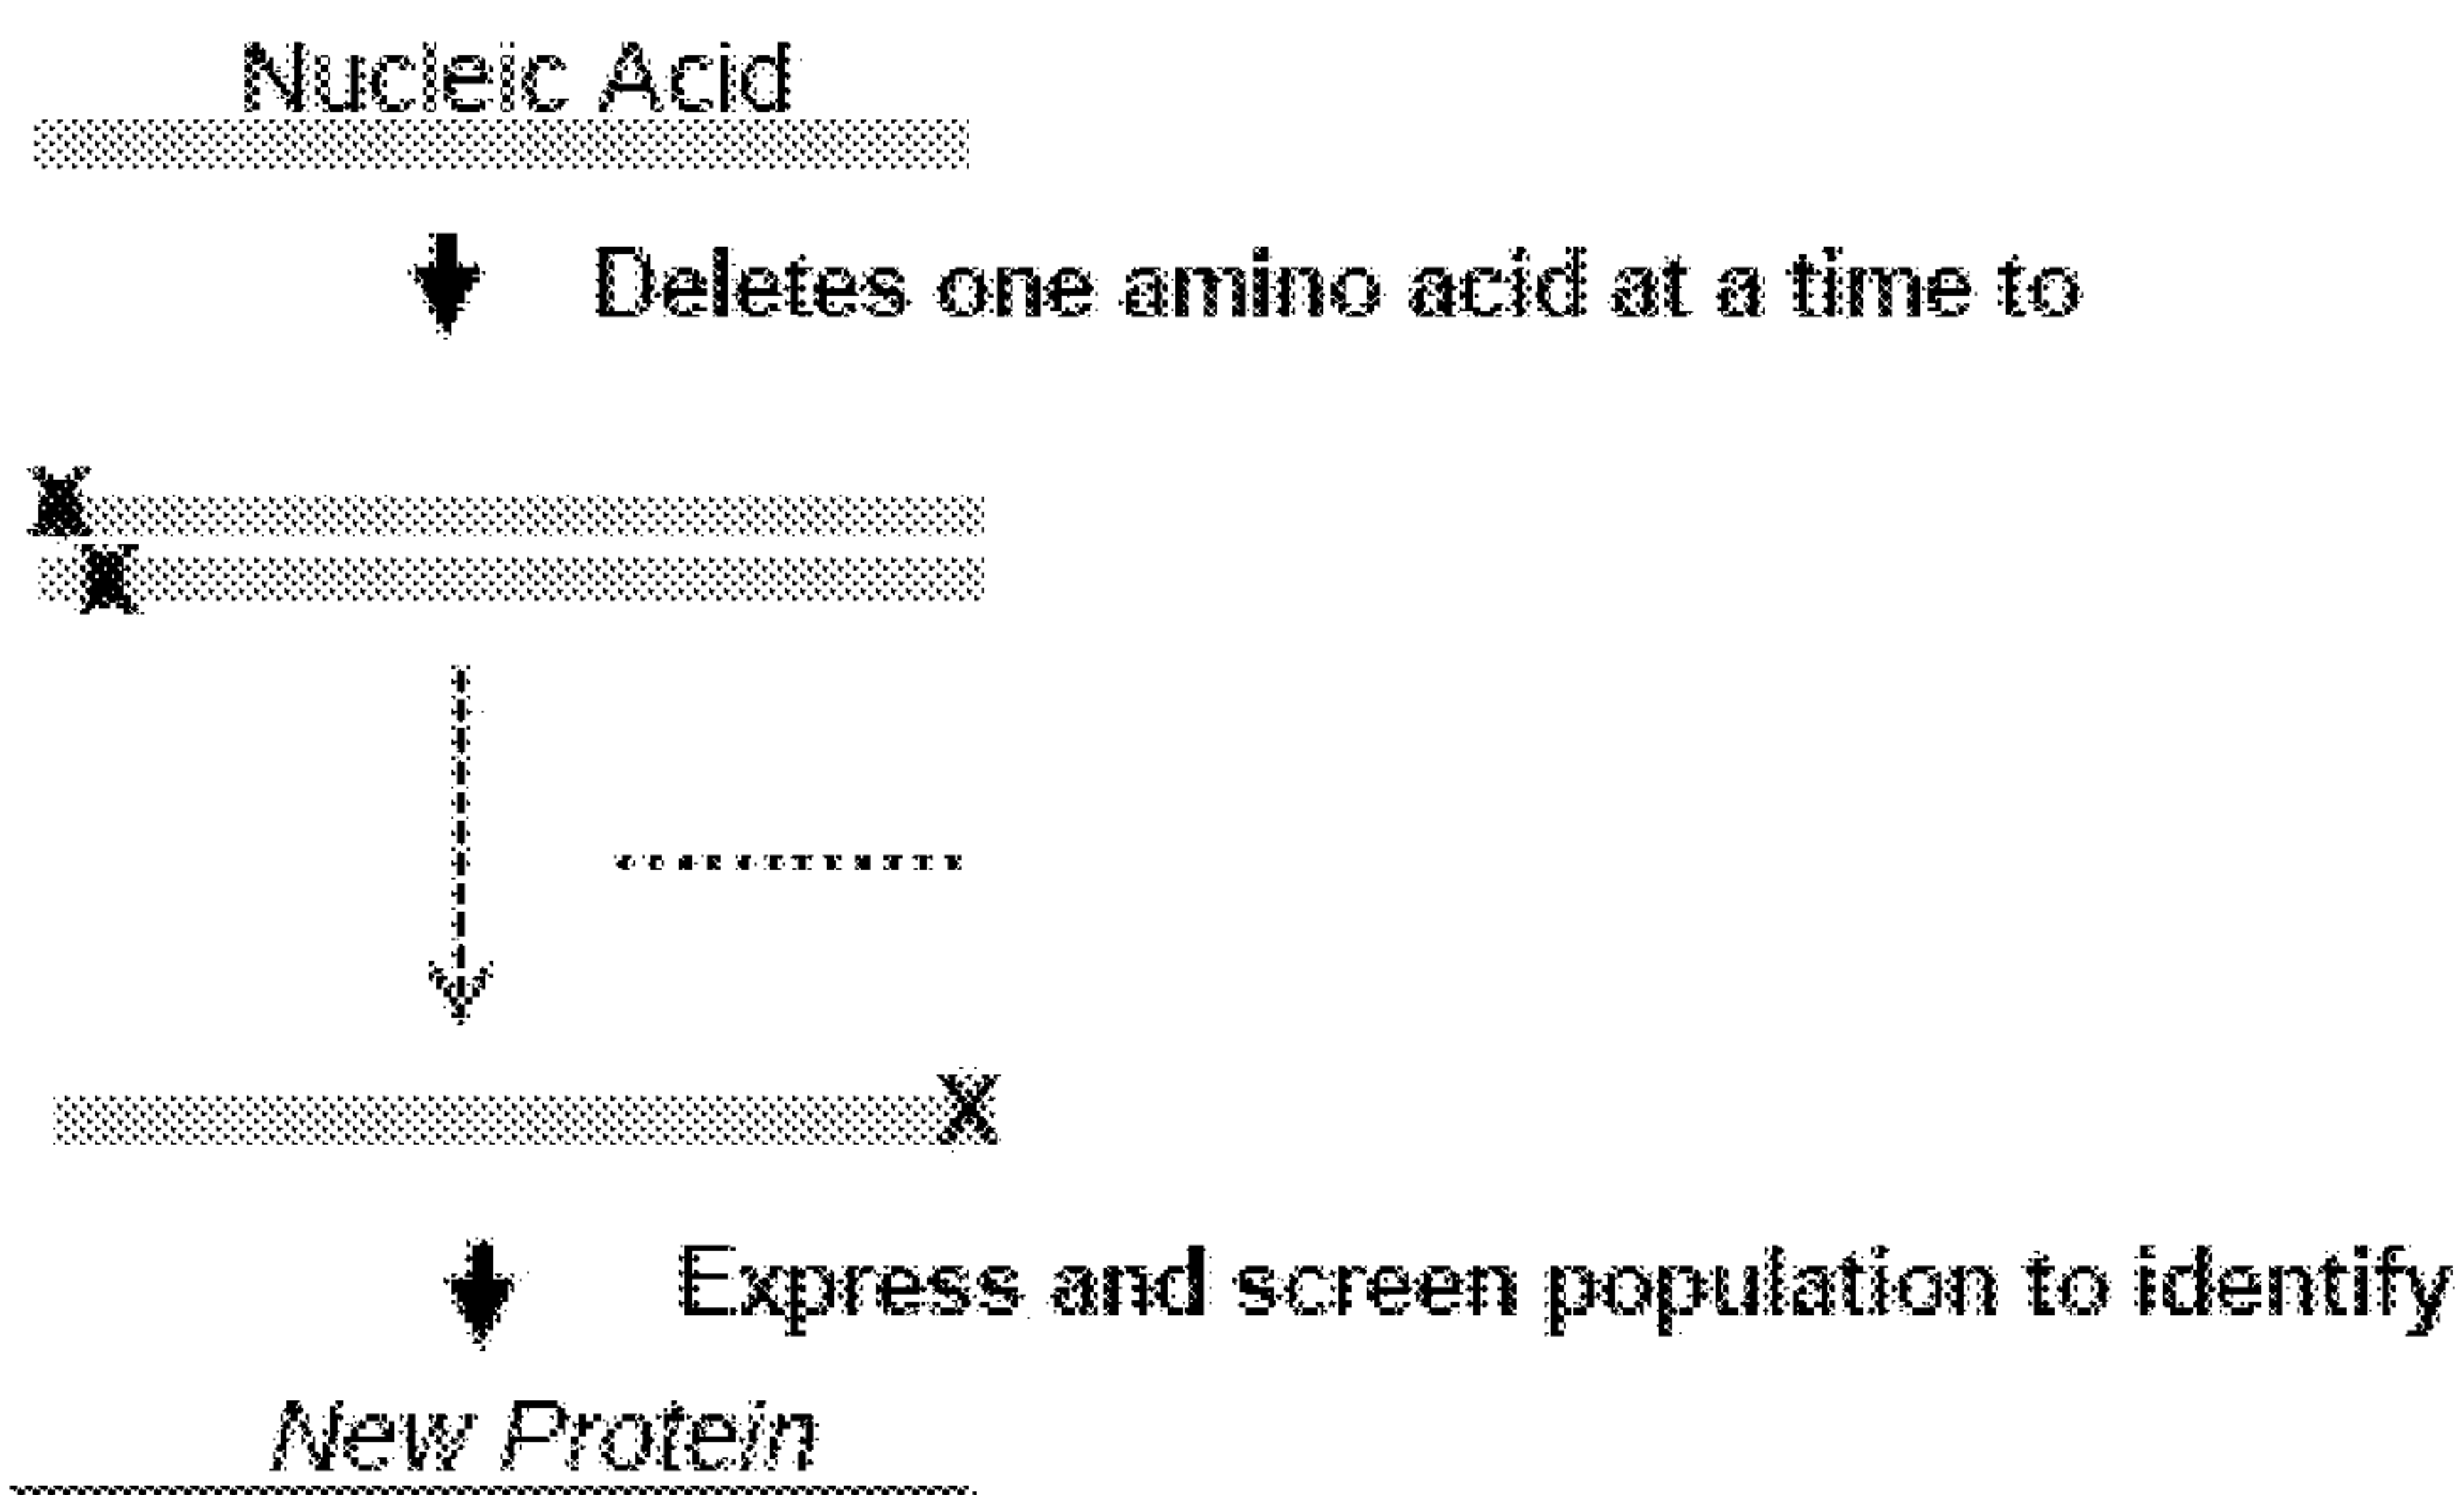 Nucleic Acid
Deletes one amino acid at a time to
X
X
X
Express and screen population to identify
New Protein